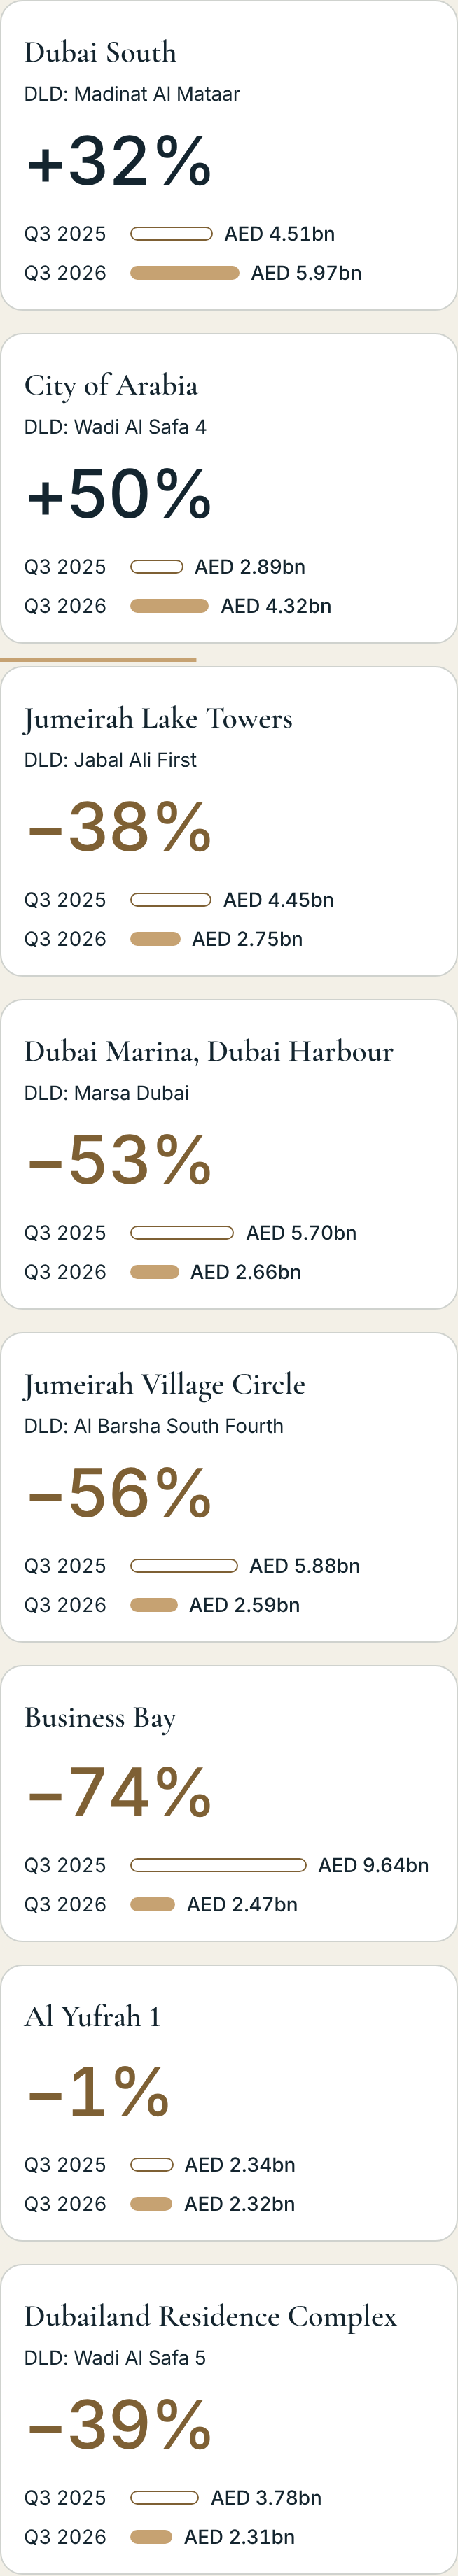 Dubai South
DLD: Madinat Al Mataar
+32%
Q3 2025 AED 4.51bn
Q3 2026 AED 5.97bn
City of Arabia
DLD: Wadi Al Safa 4
+50%
Q3 2025 AED 2.89bn
Q3 2026 AED 4.32bn
Jumeirah Lake Towers
DLD: Jabal Ali First
−38%
Q3 2025 AED 4.45bn
Q3 2026 AED 2.75bn
Dubai Marina, Dubai Harbour
DLD: Marsa Dubai
−53%
Q3 2025 AED 5.70bn
Q3 2026 AED 2.66bn
Jumeirah Village Circle
DLD: Al Barsha South Fourth
−56%
Q3 2025 AED 5.88bn
Q3 2026 AED 2.59bn
Business Bay
−74%
Q3 2025 AED 9.64bn
Q3 2026 AED 2.47bn
Al Yufrah 1
−1%
Q3 2025 AED 2.34bn
Q3 2026 AED 2.32bn
Dubailand Residence Complex
DLD: Wadi Al Safa 5
−39%
Q3 2025 AED 3.78bn
Q3 2026 AED 2.31bn